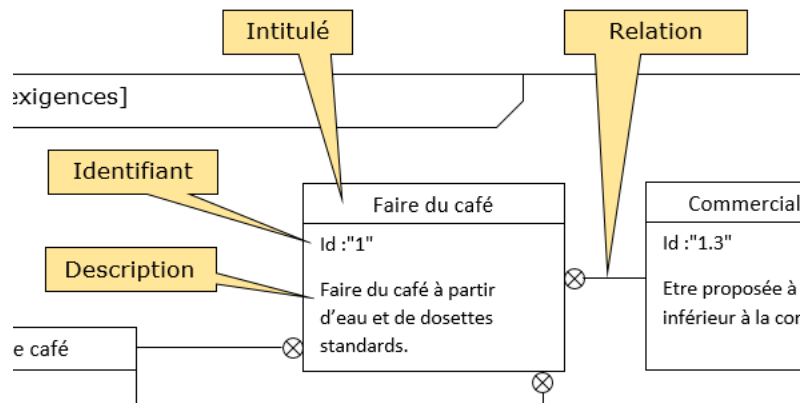 Intitulé
Relation
exigences]
Identifiant
Faire du café
Commercial
Id :"1"
Id :"1.3"
Description
Faire du café à partir
d’eau et de dosettes
standards.
Etre proposée à
inférieur à la con
e café